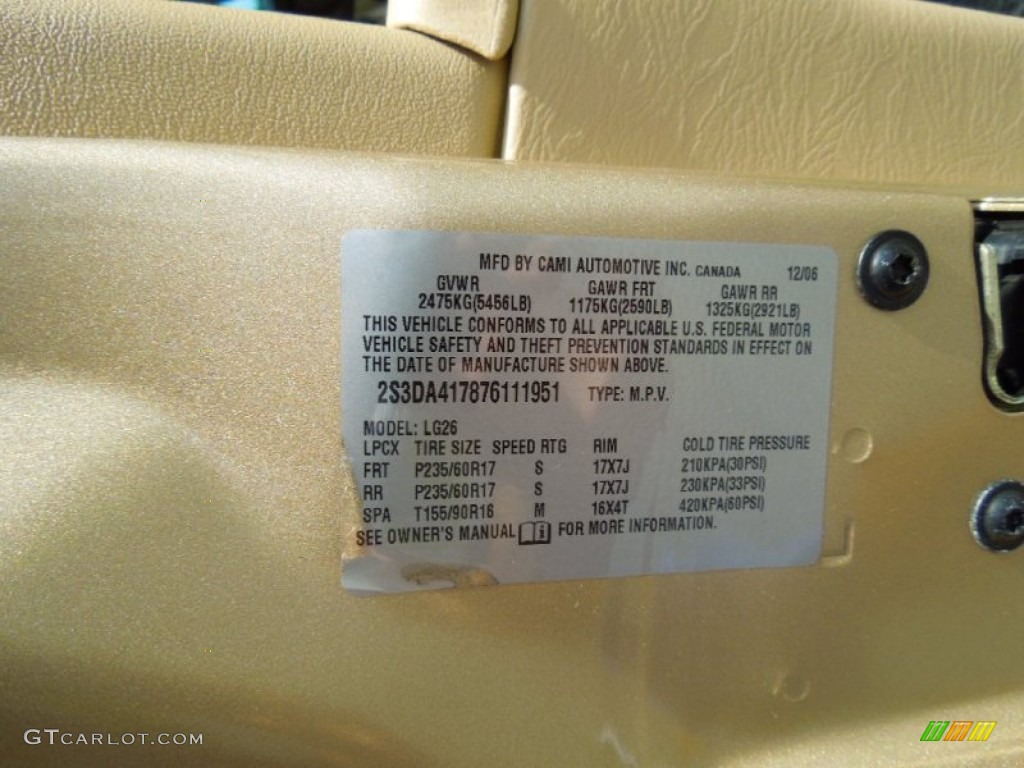 MFD BY CAMI AUTOMOTIVE INC. CANADA 12/06
GVWR GAWR FRT GAWR RR
2475KG(5456LB) 1175KG(2590LB) 1325KG(2921LB)
THIS VEHICLE CONFORMS TO ALL APPLICABLE U.S. FEDERAL MOTOR
VEHICLE SAFETY AND THEFT PREVENTION STANDARDS IN EFFECT ON
THE DATE OF MANUFACTURE SHOWN ABOVE.
2S3DA417876111951 TYPE: M.P.V.
MODEL: LG26
LPCX TIRE SIZE SPEED RTG RIM COLD TIRE PRESSURE
FRT P235/60R17 S 17X7J 210KPA(30PSI)
RR P235/60R17 S 17X7J 230KPA(33PSI)
SPA T155/90R16 M 16X4T 420KPA(60PSI)
SEE OWNER'S MANUAL FOR MORE INFORMATION.
GTCARLOT.COM